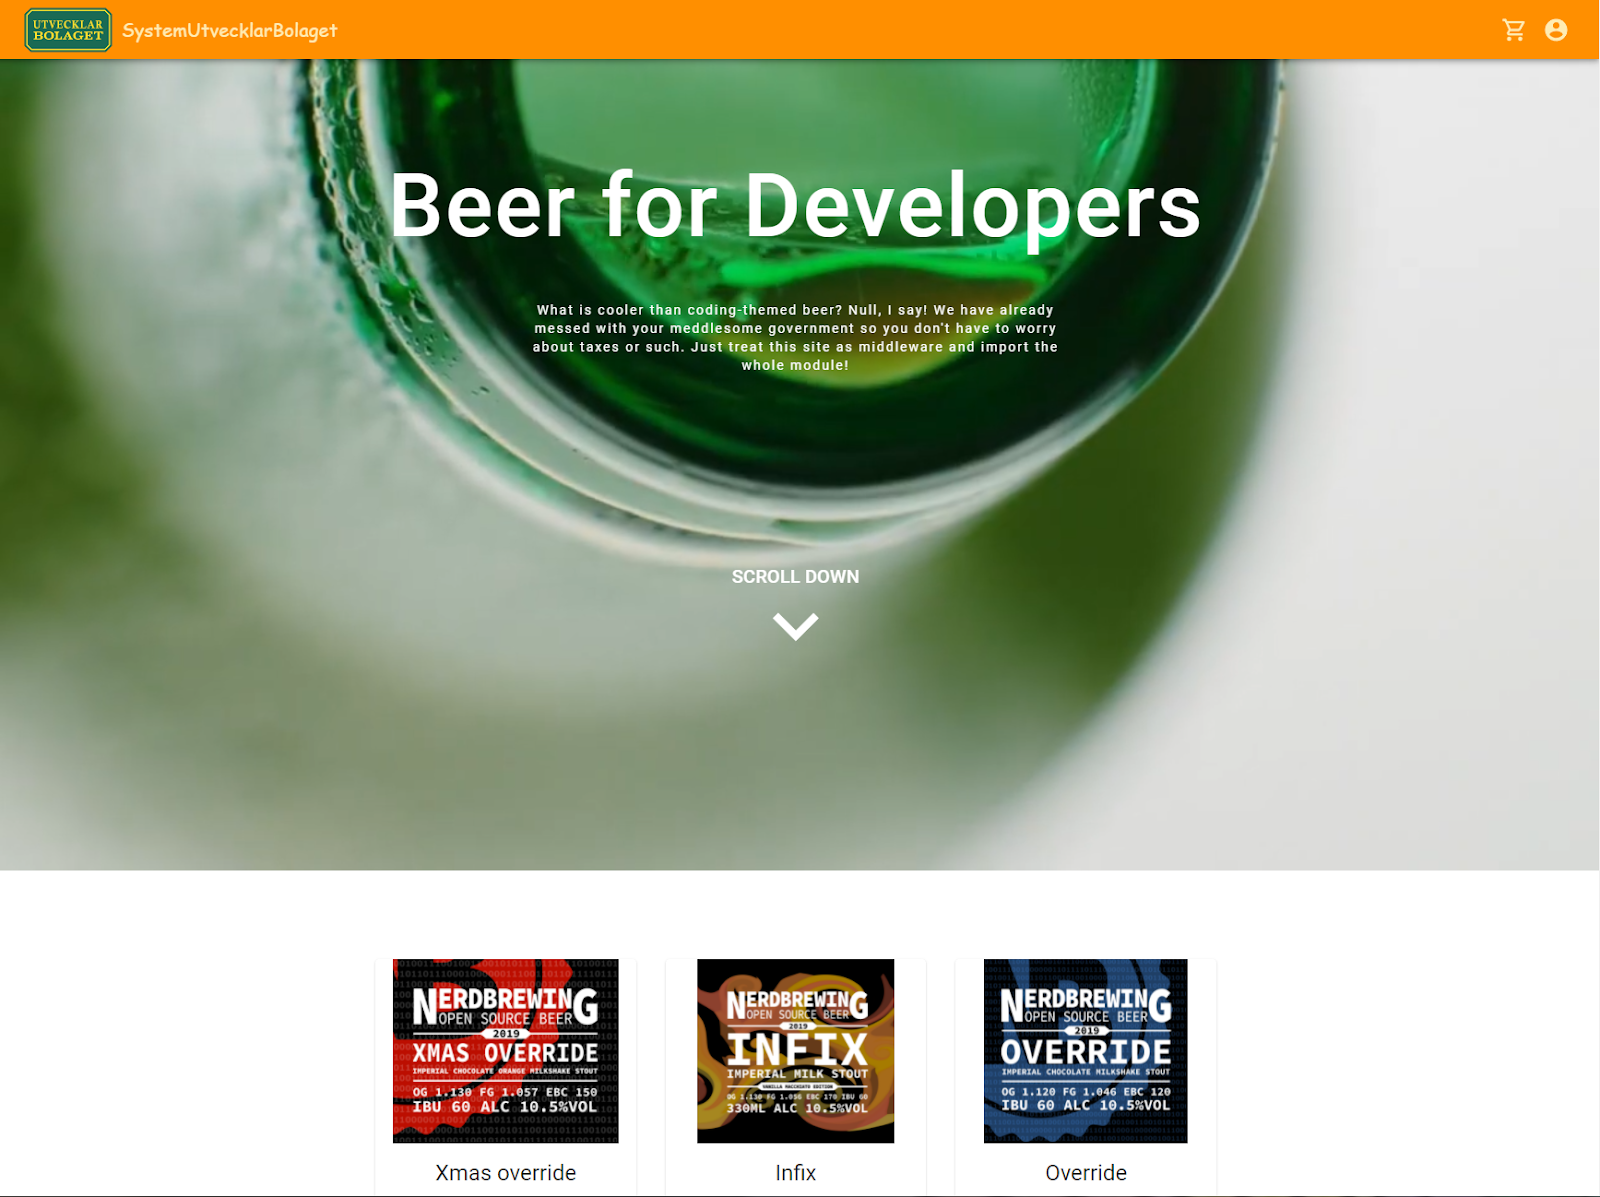 UTVECKLAR
BOLAGET
SystemUtvecklarBolaget
Beer for Developers
What is cooler than coding-themed beer? Null, I say! We have already
messed with your meddlesome government so you don't have to worry
about taxes or such. Just treat this site as middleware and import the
whole module!
SCROLL DOWN
NERDBREWING
OPEN SOURCE BEER
2019
XMAS OVERRIDE
IMPERIAL CHOCOLATE ORANGE MILKSHAKE STOUT
OG 1.130 FG 1.057 EBC 150
IBU 60 ALC 10.5%VOL
Xmas override
NERDBREWING
OPEN SOURCE BEER
2019
INFIX
IMPERIAL MILK STOUT
VANILLA MACCHIATO EDITION
OG 1.130 FG 1.056 EBC 170 IBU 60
330ML ALC 10.5%VOL
Infix
NERDBREWING
OPEN SOURCE BEER
2019
OVERRIDE
IMPERIAL CHOCOLATE MILKSHAKE STOUT
OG 1.120 FG 1.046 EBC 120
IBU 60 ALC 10.5%VOL
Override